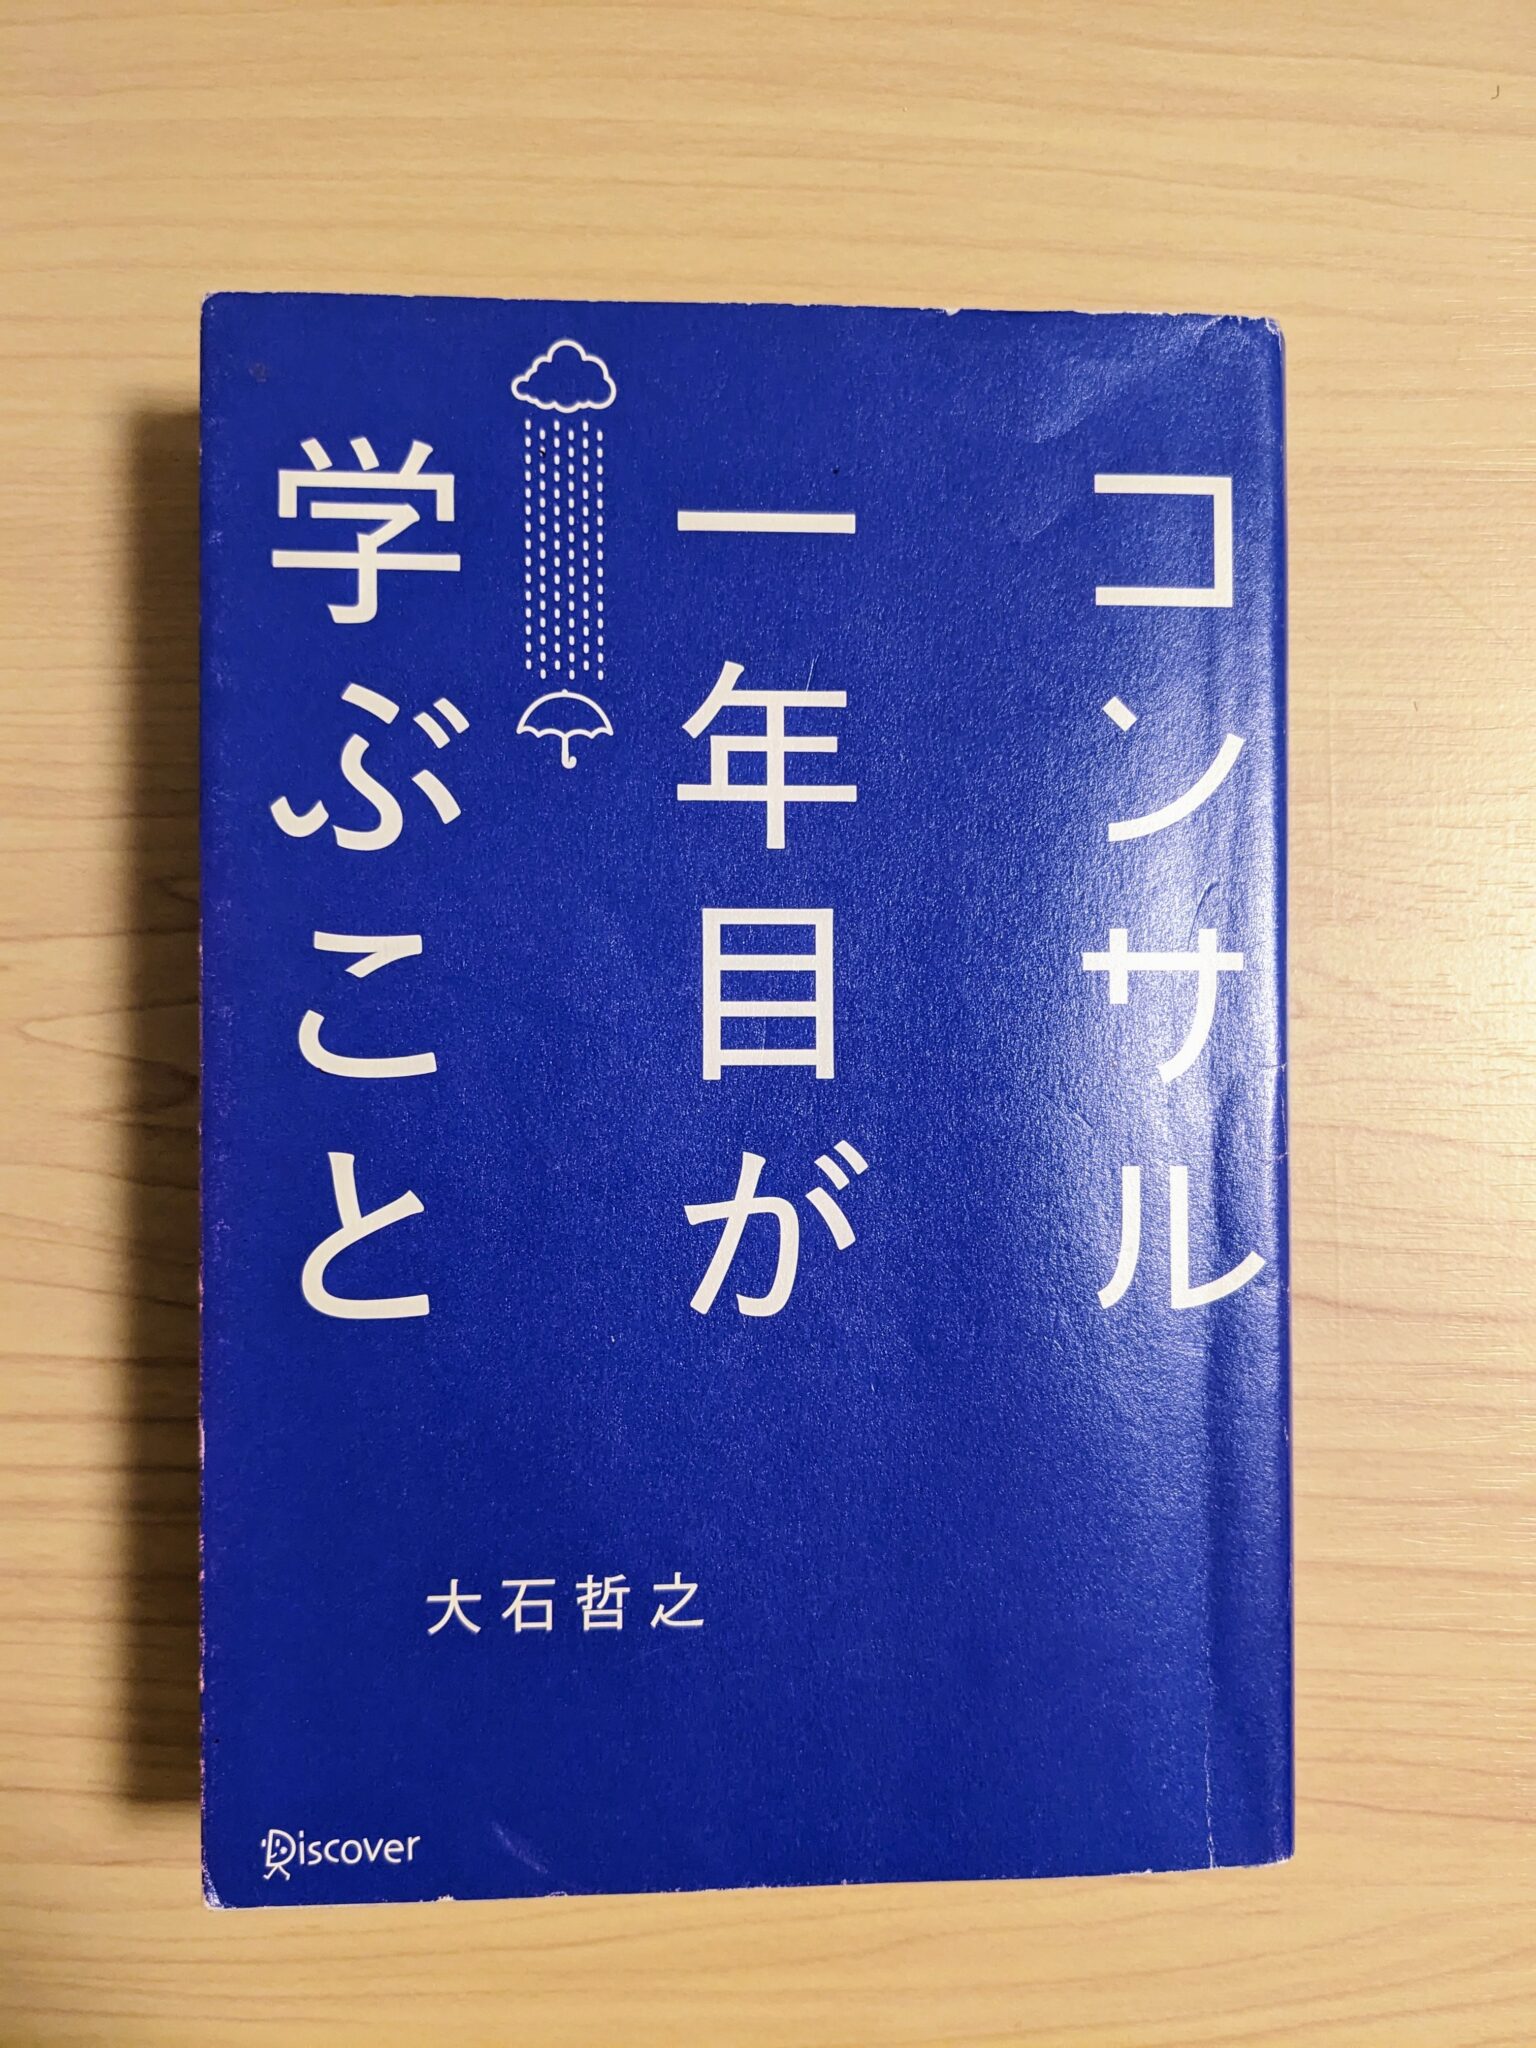 コンサル
一年目が
学ぶこと
大石哲之
Discover